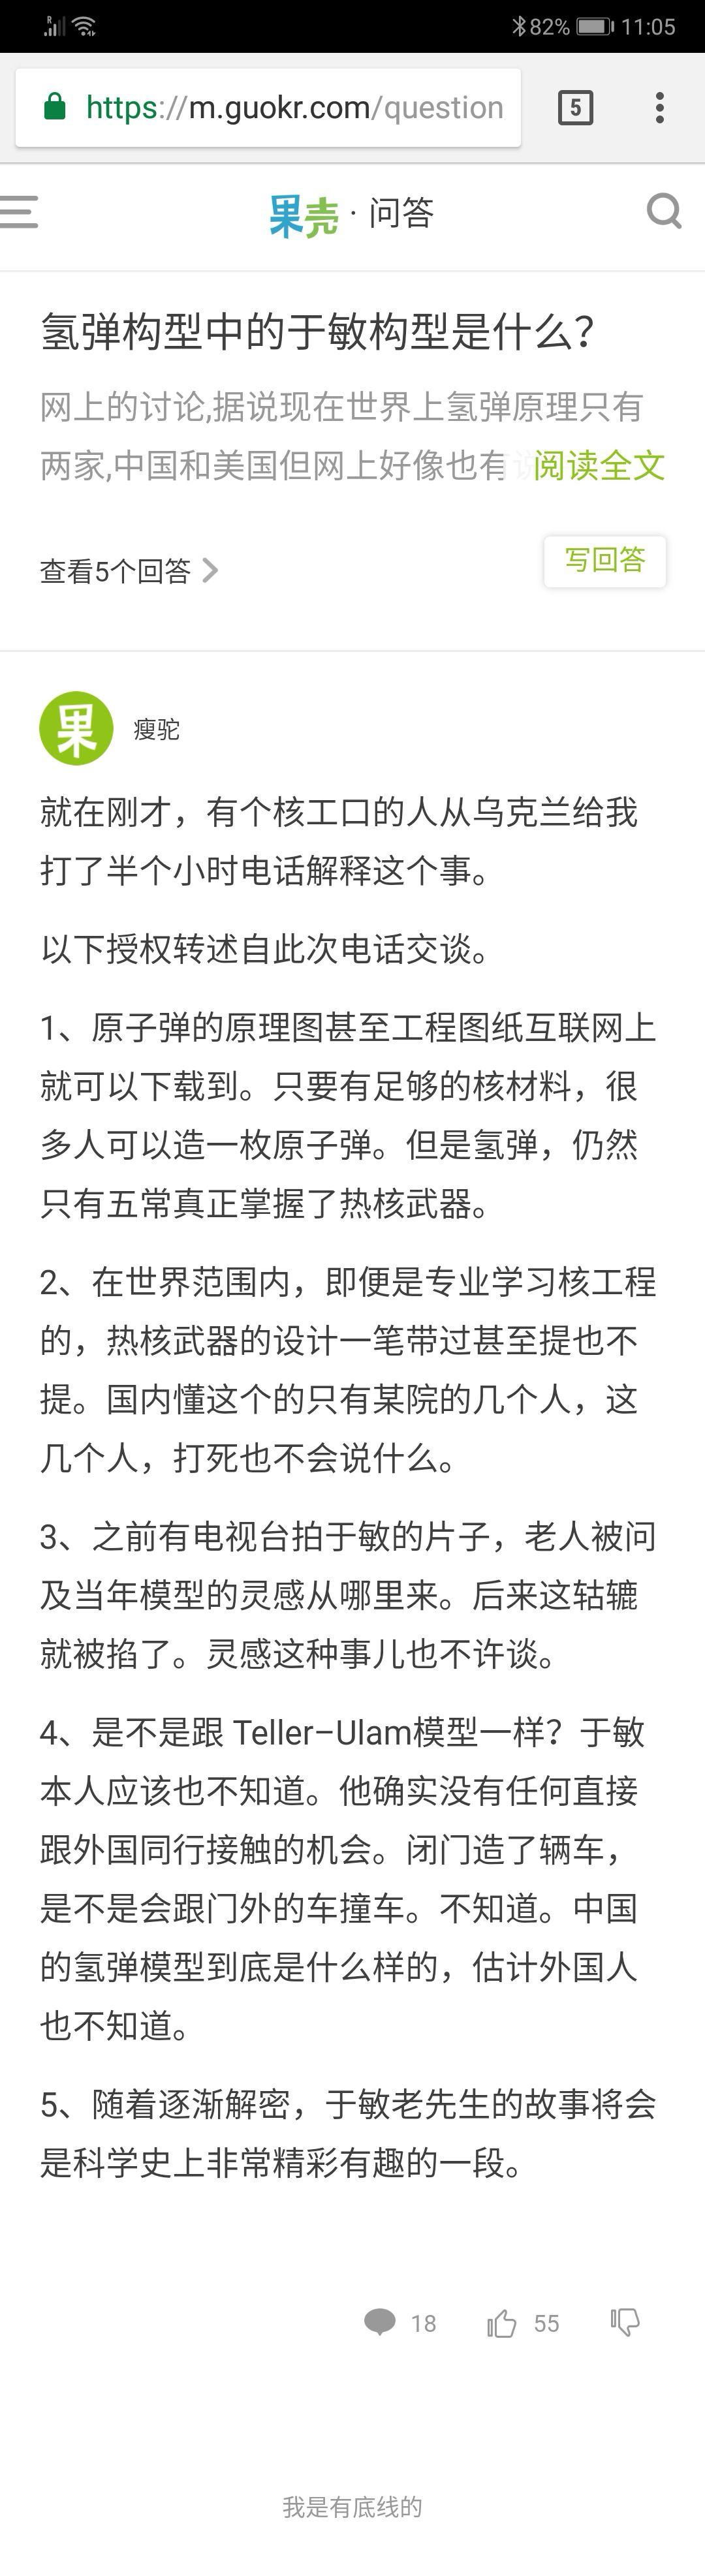 R
82% 11:05
https://m.guokr.com/question
5
果壳 · 问答
氢弹构型中的于敏构型是什么？
网上的讨论,据说现在世界上氢弹原理只有
两家,中国和美国但网上好像也有说阅读全文
查看5个回答
写回答
果
瘦驼
就在刚才，有个核工口的人从乌克兰给我
打了半个小时电话解释这个事。
以下授权转述自此次电话交谈。
1、原子弹的原理图甚至工程图纸互联网上
就可以下载到。只要有足够的核材料，很
多人可以造一枚原子弹。但是氢弹，仍然
只有五常真正掌握了热核武器。
2、在世界范围内，即便是专业学习核工程
的，热核武器的设计一笔带过甚至提也不
提。国内懂这个的只有某院的几个人，这
几个人，打死也不会说什么。
3、之前有电视台拍于敏的片子，老人被问
及当年模型的灵感从哪里来。后来这轱辘
就被掐了。灵感这种事儿也不许谈。
4、是不是跟 Teller–Ulam模型一样？于敏
本人应该也不知道。他确实没有任何直接
跟外国同行接触的机会。闭门造了辆车，
是不是会跟门外的车撞车。不知道。中国
的氢弹模型到底是什么样的，估计外国人
也不知道。
5、随着逐渐解密，于敏老先生的故事将会
是科学史上非常精彩有趣的一段。
18 55
我是有底线的